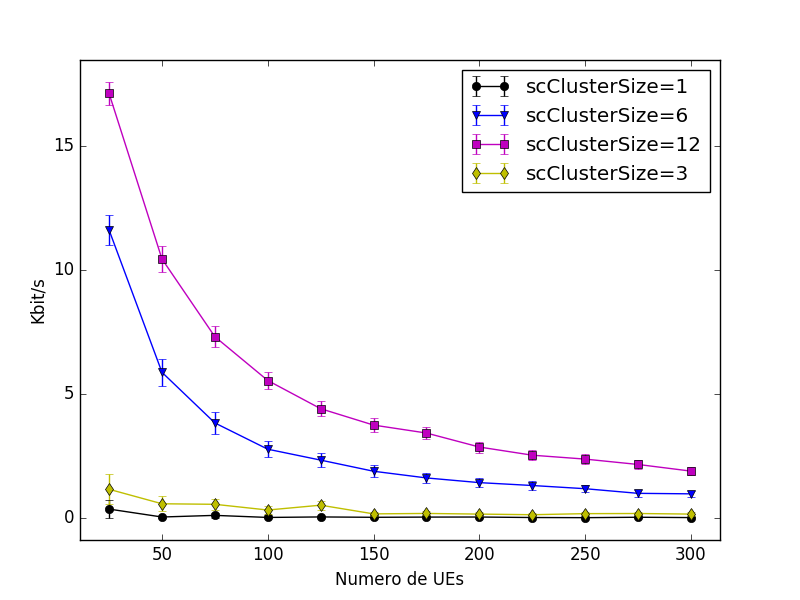 scClusterSize=1
scClusterSize=6
scClusterSize=12
scClusterSize=3
15
10
5
0
Kbit/s
50 100 150 200 250 300
Numero de UEs